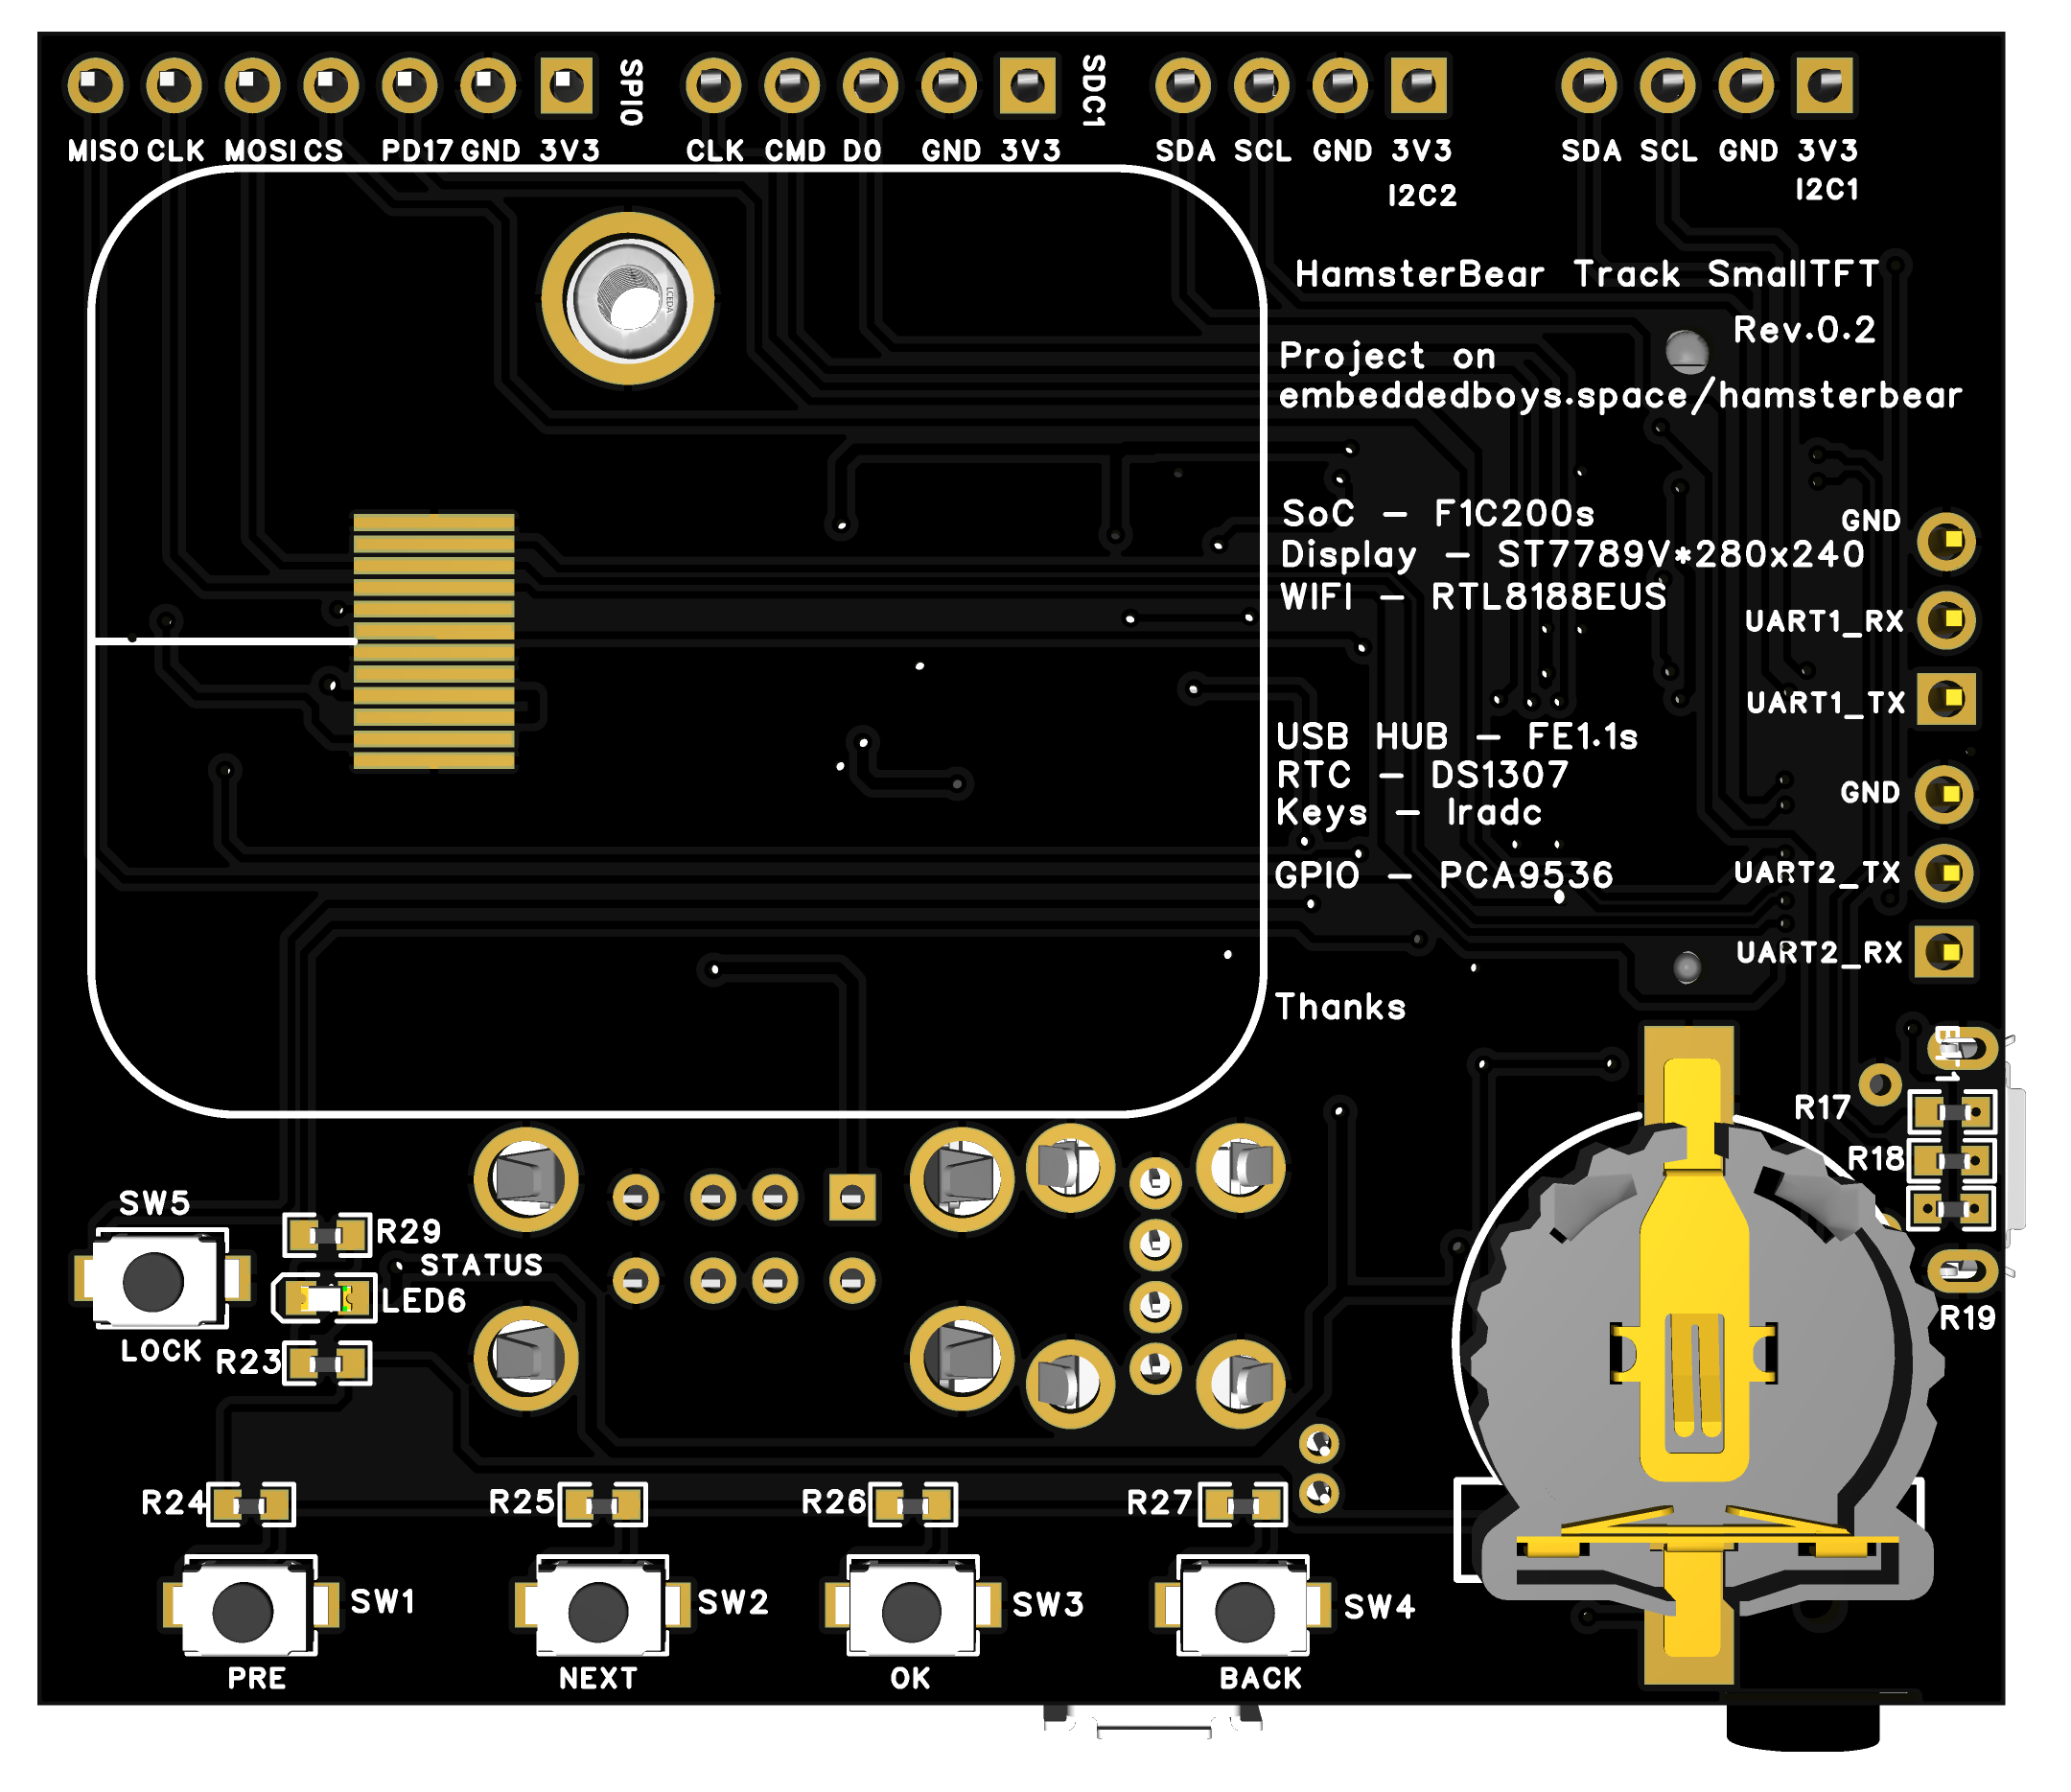 SPI0
SDC1
MISO CLK MOSI CS PD17 GND 3V3
CLK CMD D0 GND 3V3
SDA SCL GND 3V3
I2C2
SDA SCL GND 3V3
I2C1
LCEDA
HamsterBear Track SmallTFT
Rev.0.2
Project on
embeddedboys.space/hamsterbear
SoC - F1C200s
Display - ST7789V*280x240
WIFI - RTL8188EUS
USB HUB - FE1.1s
RTC - DS1307
Keys - lradc
GPIO - PCA9536
Thanks
GND
UART1_RX
UART1_TX
GND
UART2_TX
UART2_RX
R17
R18
R19
SW5
LOCK
R29
STATUS
LED6
R23
R24
R25
R26
R27
SW1
SW2
SW3
SW4
PRE
NEXT
OK
BACK